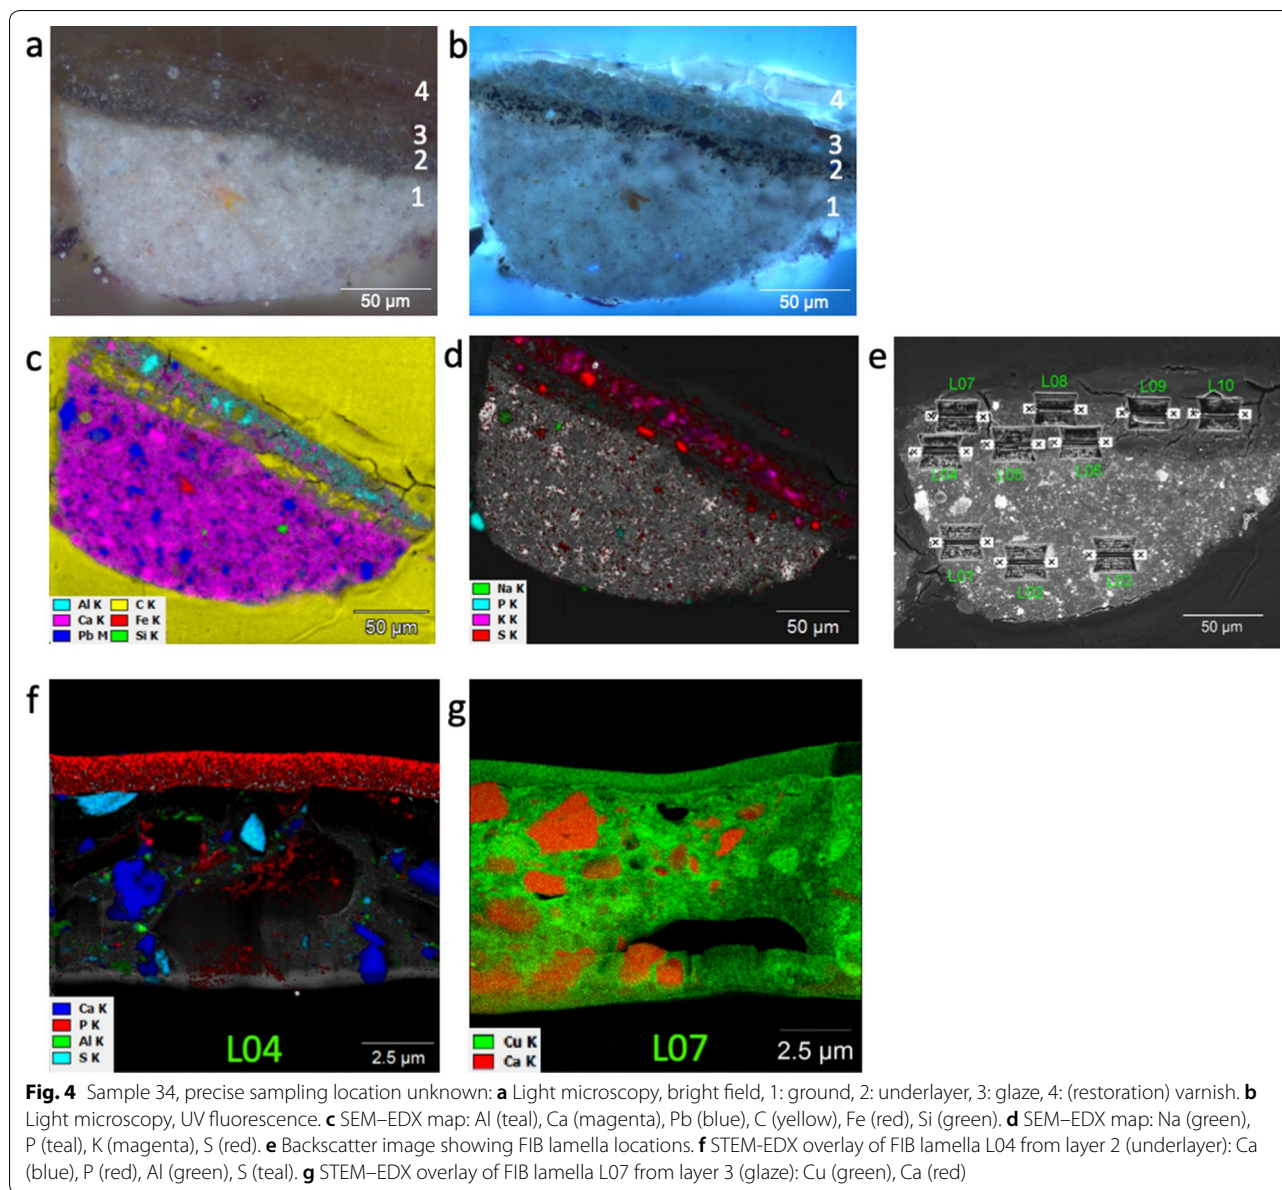 a
4
3
2
1
50 µm
b
4
3
2
1
50 µm
c
Al K
C K
Ca K
Fe K
Pb M
Si K
50 µm
d
Na K
P K
K K
S K
50 µm
e
L07
L08
L09
L10
L04
L05
L06
L01
L02
L03
50 µm
f
Ca K
P K
Al K
S K
L04
2.5 µm
g
Cu K
Ca K
L07
2.5 µm
Fig. 4 Sample 34, precise sampling location unknown: a Light microscopy, bright field, 1: ground, 2: underlayer, 3: glaze, 4: (restoration) varnish. b
Light microscopy, UV fluorescence. c SEM–EDX map: Al (teal), Ca (magenta), Pb (blue), C (yellow), Fe (red), Si (green). d SEM–EDX map: Na (green),
P (teal), K (magenta), S (red). e Backscatter image showing FIB lamella locations. f STEM-EDX overlay of FIB lamella L04 from layer 2 (underlayer): Ca
(blue), P (red), Al (green), S (teal). g STEM–EDX overlay of FIB lamella L07 from layer 3 (glaze): Cu (green), Ca (red)